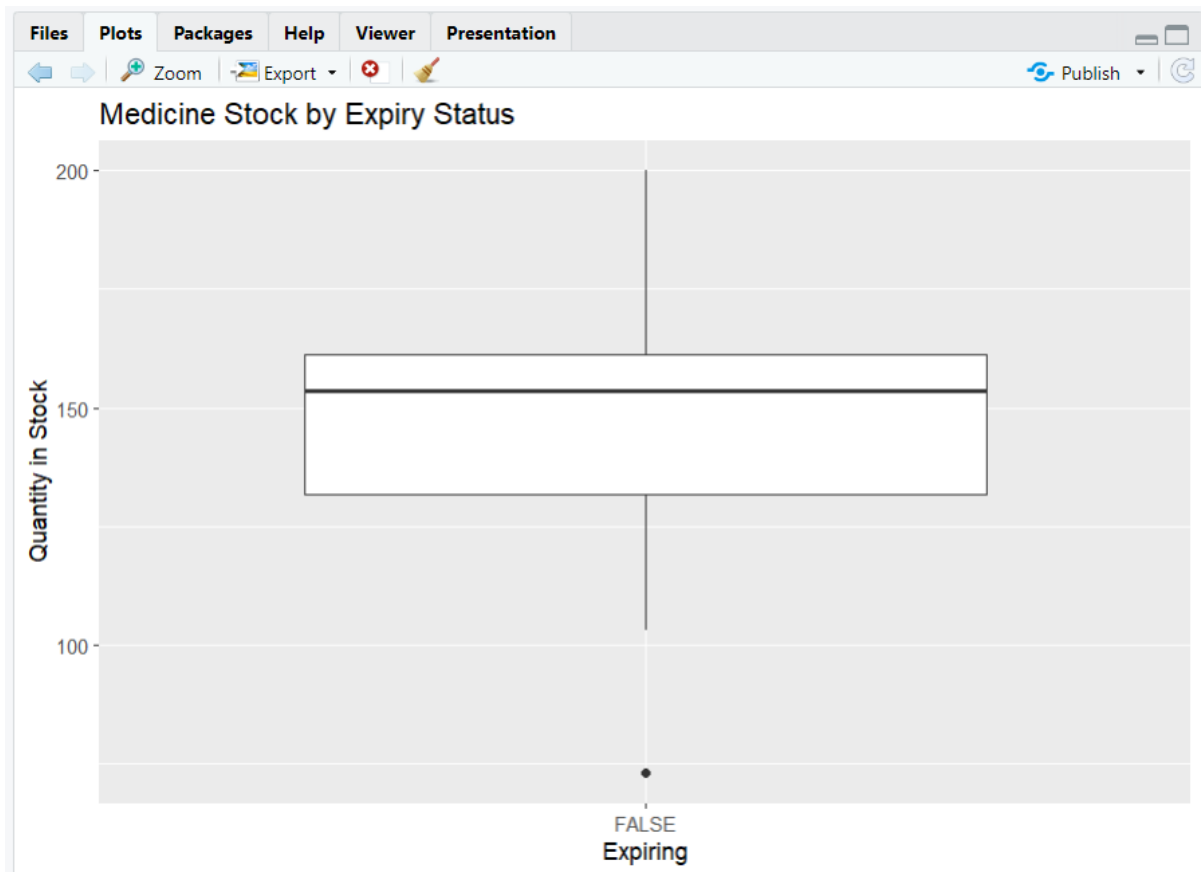 Files Plots Packages Help Viewer Presentation
Zoom Export Publish
Medicine Stock by Expiry Status
200
150
100
Quantity in Stock
FALSE
Expiring